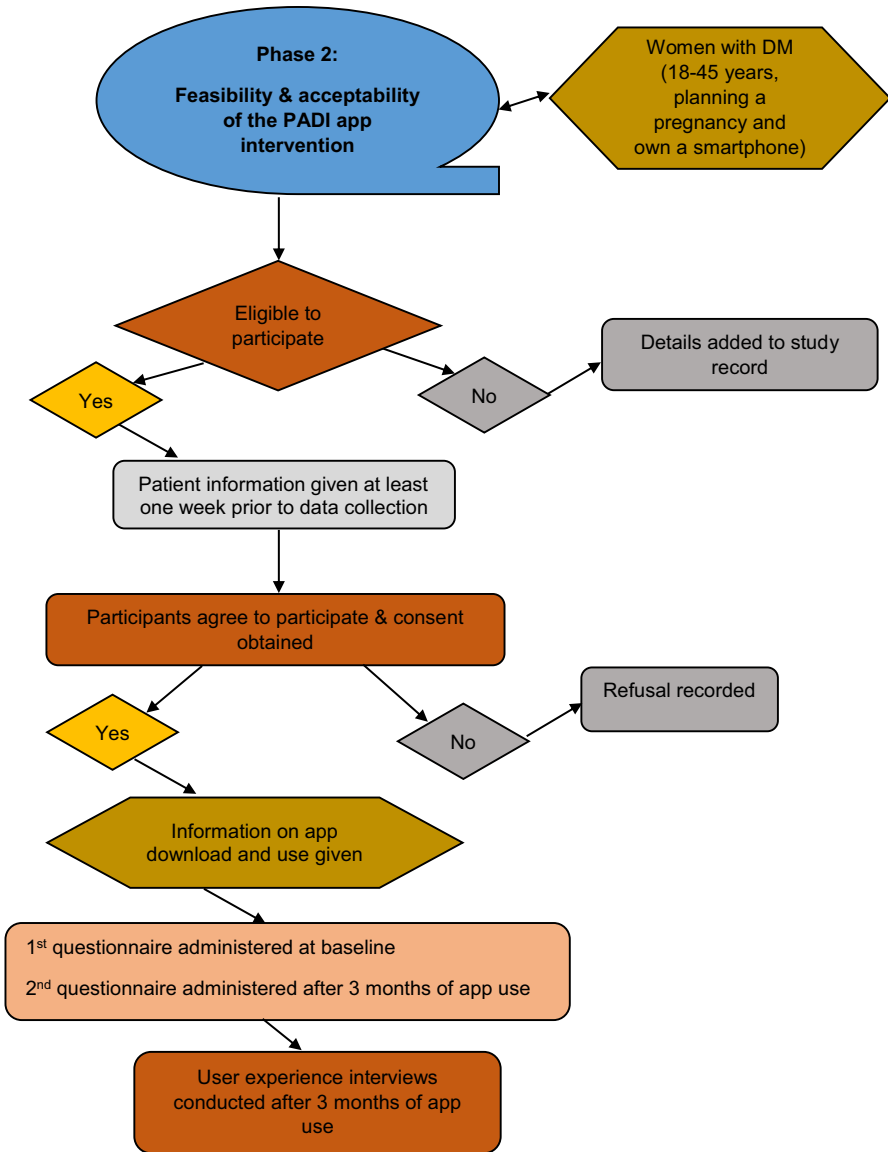 Phase 2:
Feasibility & acceptability
of the PADI app
intervention
Women with DM
(18-45 years,
planning a
pregnancy and
own a smartphone)
Eligible to
participate
Details added to study
record
Yes
No
Patient information given at least
one week prior to data collection
Participants agree to participate & consent
obtained
Refusal recorded
Yes
No
Information on app
download and use given
1st questionnaire administered at baseline
2nd questionnaire administered after 3 months of app use
User experience interviews
conducted after 3 months of app
use